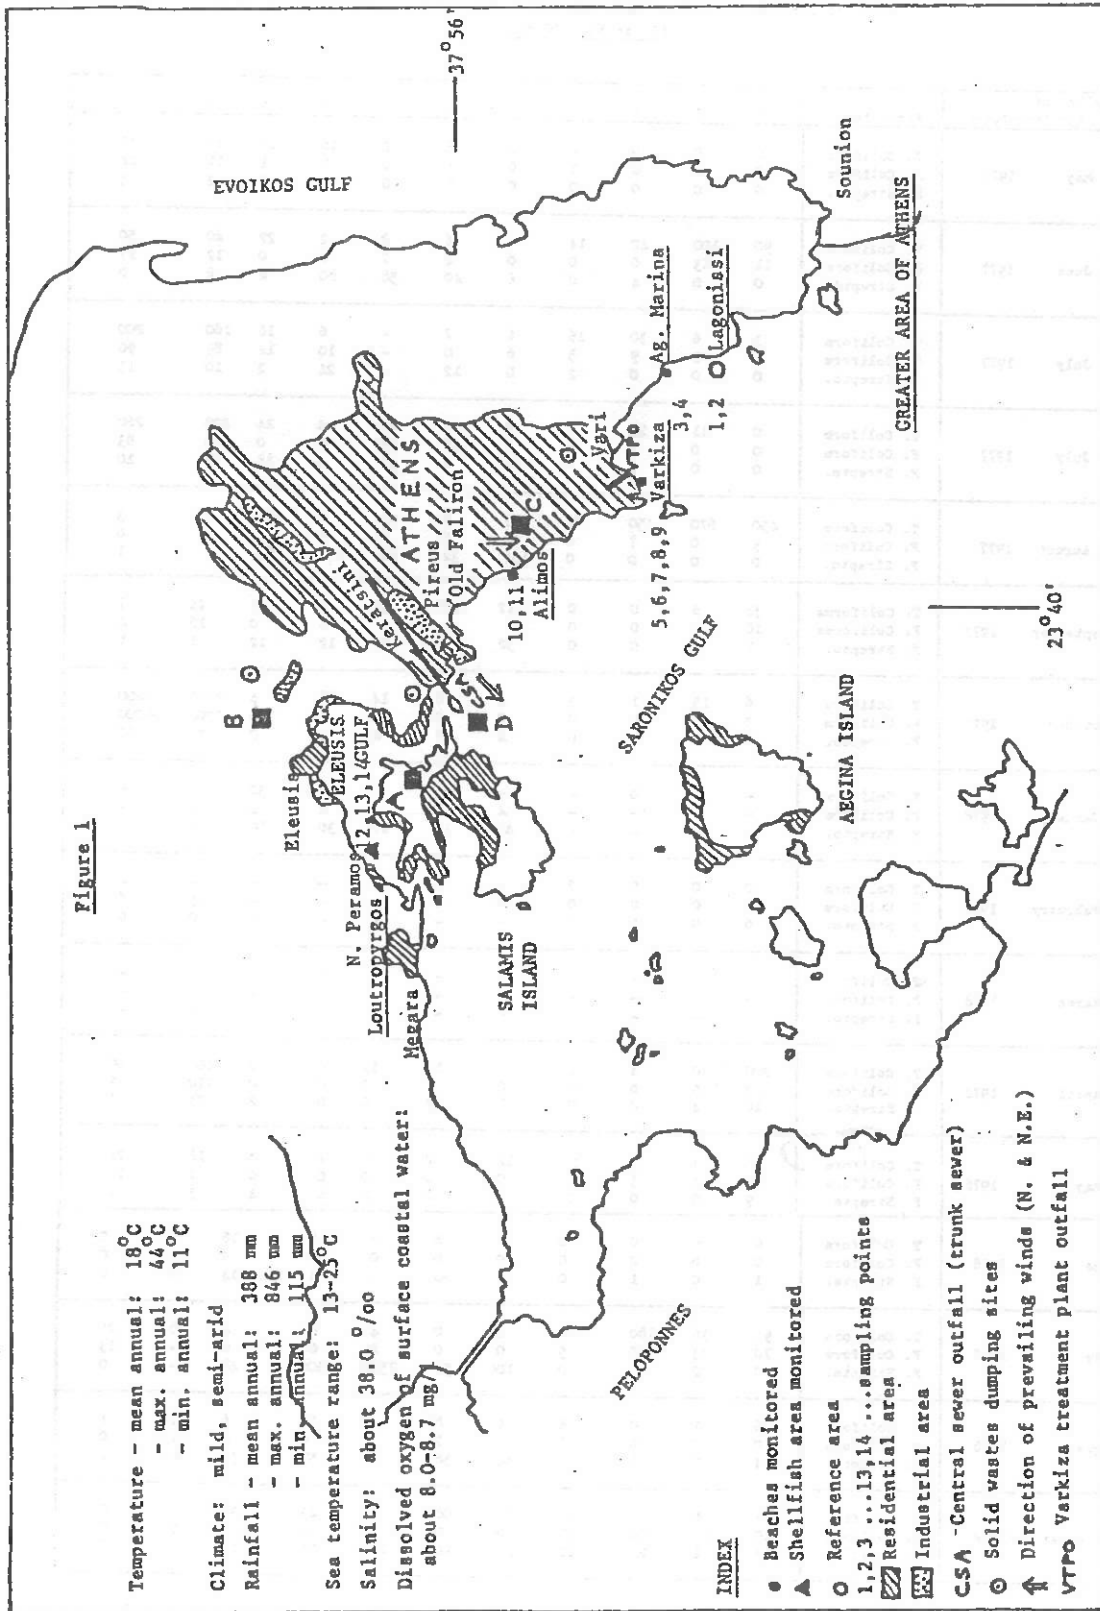 Figure 1
Temperature - mean annual: 18°C
- max. annual: 44°C
- min. annual: 11°C
Climate: mild, semi-arid
Rainfall - mean annual: 388 mm
- max. annual: 846 mm
- min. annual: 115 mm
Sea temperature range: 13-25°C
Salinity: about 38.0 °/oo
Dissolved oxygen of surface coastal water:
about 8.0-8.7 mg
EVOIKOS GULF
37°56'
B
Eleusis
ELEUSIS
GULF
N. Peramos
12,13,14
Loutropyrgos
Megara
A
SALAMIS
ISLAND
Keratsini
ATHENS
Pireus
Old Faliron
CSA
D
C
10,11
Alimos
Vari
VTPO
Varkiza
5,6,7,8,9
Ag. Marina
3,4
Lagonissi
1,2
Sounion
GREATER AREA OF ATHENS
SARONIKOS GULF
AEGINA ISLAND
23°40'
PELOPONNES
INDEX
Beaches monitored
Shellfish area monitored
Reference area
1,2,3 ...13,14 ...sampling points
Residential area
Industrial area
CSA -Central sewer outfall (trunk sewer)
Solid wastes dumping sites
Direction of prevailing winds (N. & N.E.)
VTPO Varkiza treatment plant outfall